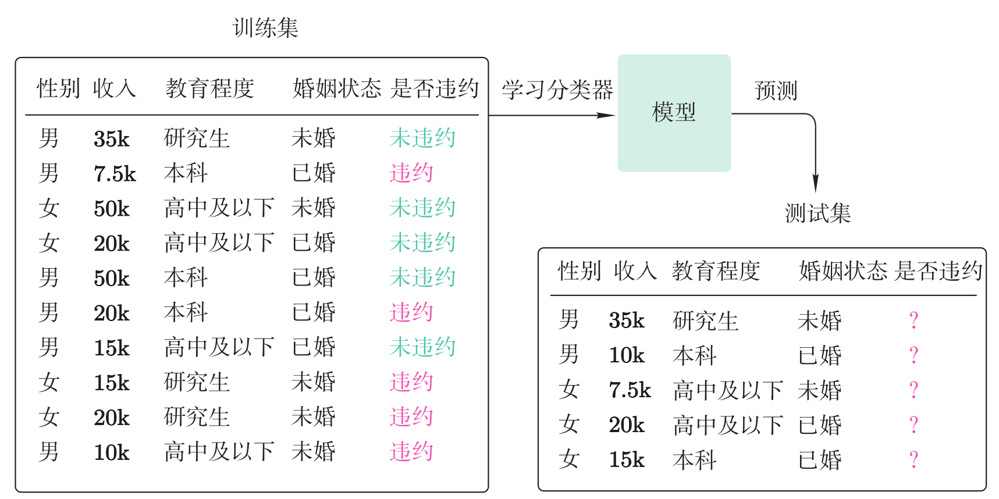 训练集
性别 收入 教育程度 婚姻状态 是否违约
男 35k 研究生 未婚 未违约
男 7.5k 本科 已婚 违约
女 50k 高中及以下 未婚 未违约
女 20k 高中及以下 已婚 未违约
男 50k 本科 已婚 未违约
男 20k 本科 已婚 违约
男 15k 高中及以下 已婚 未违约
女 15k 研究生 未婚 违约
女 20k 研究生 未婚 违约
男 10k 高中及以下 未婚 违约
学习分类器
模型
预测
测试集
性别 收入 教育程度 婚姻状态 是否违约
男 35k 研究生 未婚 ?
男 10k 本科 已婚 ?
女 7.5k 高中及以下 未婚 ?
女 20k 高中及以下 已婚 ?
女 15k 本科 已婚 ?